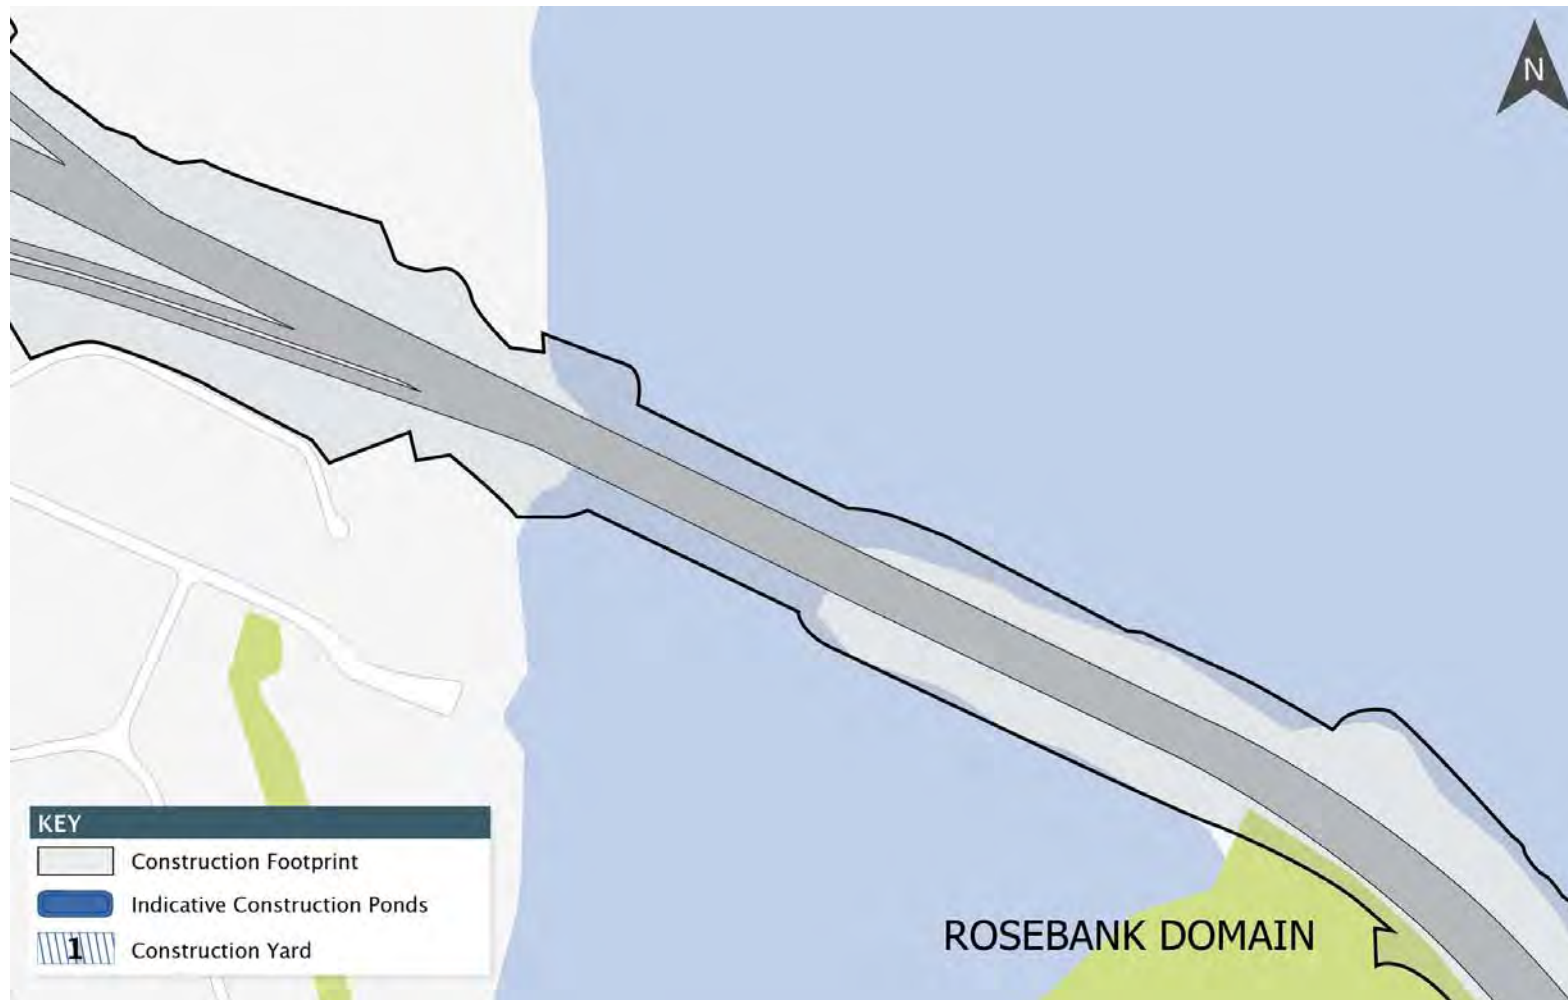 N
KEY
Construction Footprint
Indicative Construction Ponds
1 Construction Yard
ROSEBANK DOMAIN